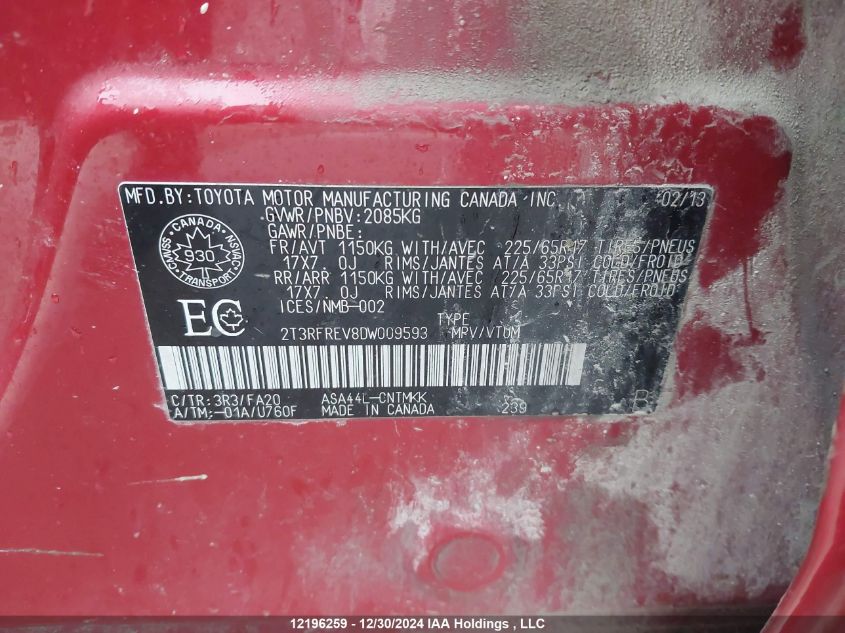 MFD.BY:TOYOTA MOTOR MANUFACTURING CANADA INC. 02/13
GVWR/PNBV:2085KG
GAWR/PNBE:
FR/AVT 1150KG WITH/AVEC 225/65R17 TIRES/PNEUS
17X7.0J RIMS/JANTES AT/A 33PSI COLD/FROID
RR/ARR 1150KG WITH/AVEC 225/65R17 TIRES/PNEUS
17X7.0J RIMS/JANTES AT/A 33PSI COLD/FROID
ICES/NMB-002
CANADA
CMVSS
930
NSVAC
TRANSPORT
EC
TYPE
2T3RFREV8DW009593 MPV/VTUM
C/TR:3R3/FA20 ASA44L-CNTMKK
A/TM:-01A/U760F MADE IN CANADA 239 B
12196259 - 12/30/2024 IAA Holdings , LLC